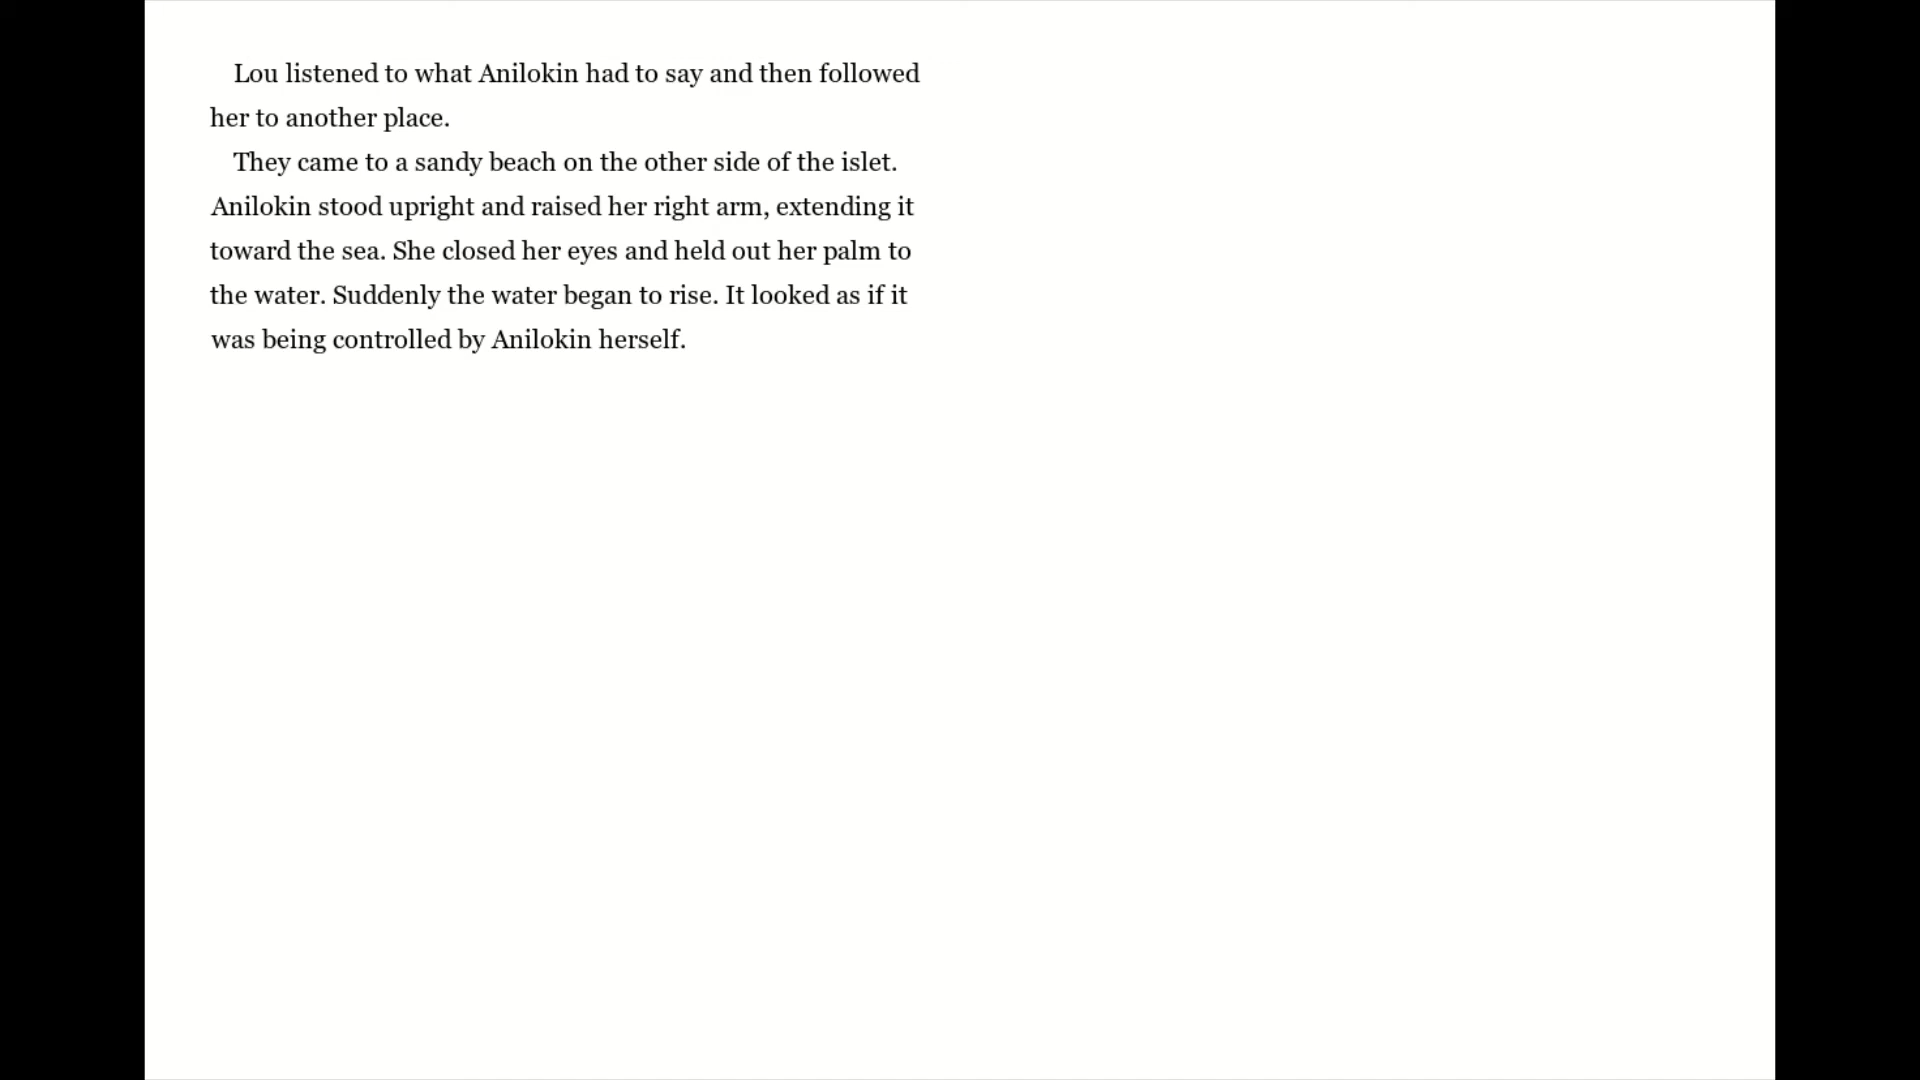 Lou listened to what Anilokin had to say and then followed
her to another place.
They came to a sandy beach on the other side of the islet.
Anilokin stood upright and raised her right arm, extending it
toward the sea. She closed her eyes and held out her palm to
the water. Suddenly the water began to rise. It looked as if it
was being controlled by Anilokin herself.